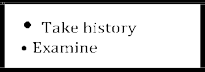 • Take history
• Examine